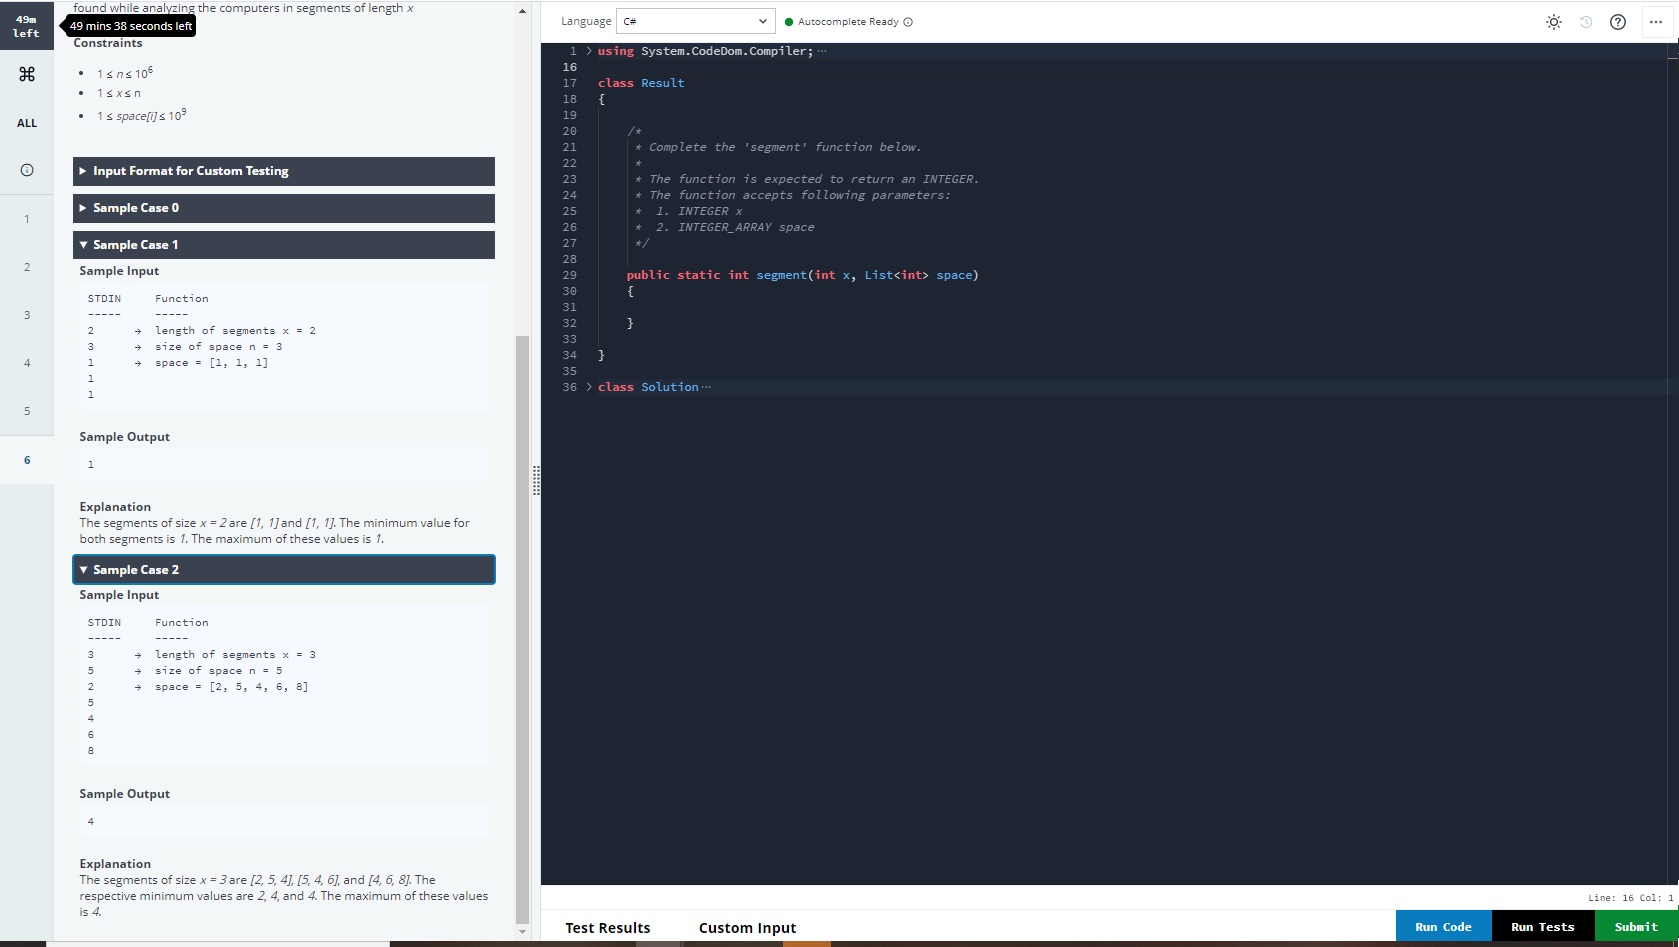 49m
left
49 mins 38 seconds left
⌘
ALL
1
2
3
4
5
6
found while analyzing the computers in segments of length x
Constraints
• 1 ≤ n ≤ 10⁶
• 1 ≤ x ≤ n
• 1 ≤ space[i] ≤ 10⁹
Input Format for Custom Testing
Sample Case 0
Sample Case 1
Sample Input
STDIN Function
----- -----
2 → length of segments x = 2
3 → size of space n = 3
1 → space = [1, 1, 1]
1
1
Sample Output
1
Explanation
The segments of size x = 2 are [1, 1] and [1, 1]. The minimum value for
both segments is 1. The maximum of these values is 1.
Sample Case 2
Sample Input
STDIN Function
----- -----
3 → length of segments x = 3
5 → size of space n = 5
2 → space = [2, 5, 4, 6, 8]
5
4
6
8
Sample Output
4
Explanation
The segments of size x = 3 are [2, 5, 4], [5, 4, 6], and [4, 6, 8]. The
respective minimum values are 2, 4, and 4. The maximum of these values
is 4.
Language C# Autocomplete Ready
1 > using System.CodeDom.Compiler; ...
16
17 class Result
18 {
19
20 /*
21 * Complete the 'segment' function below.
22 *
23 * The function is expected to return an INTEGER.
24 * The function accepts following parameters:
25 * 1. INTEGER x
26 * 2. INTEGER_ARRAY space
27 */
28
29 public static int segment(int x, List<int> space)
30 {
31
32 }
33
34 }
35
36 > class Solution ...
Line: 16 Col: 1
Test Results Custom Input Run Code Run Tests Submit